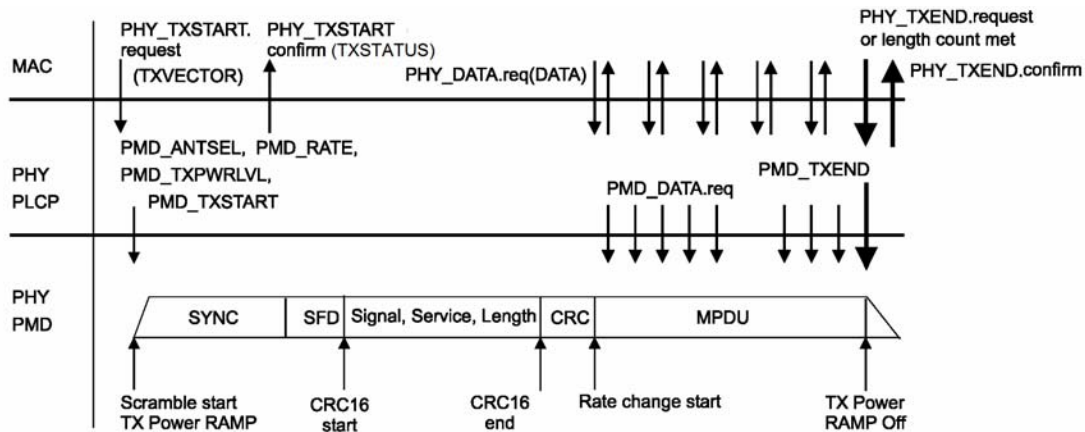 PHY_TXSTART.
request
(TXVECTOR)
PHY_TXSTART
confirm (TXSTATUS)
PHY_TXEND.request
or length count met
MAC
PHY_DATA.req(DATA)
PHY_TXEND.confirm
PMD_ANTSEL, PMD_RATE,
PMD_TXPWRLVL,
PMD_TXSTART
PHY
PLCP
PMD_DATA.req
PMD_TXEND
PHY
PMD
SYNC
SFD
Signal, Service, Length
CRC
MPDU
Scramble start
TX Power RAMP
CRC16
start
CRC16
end
Rate change start
TX Power
RAMP Off